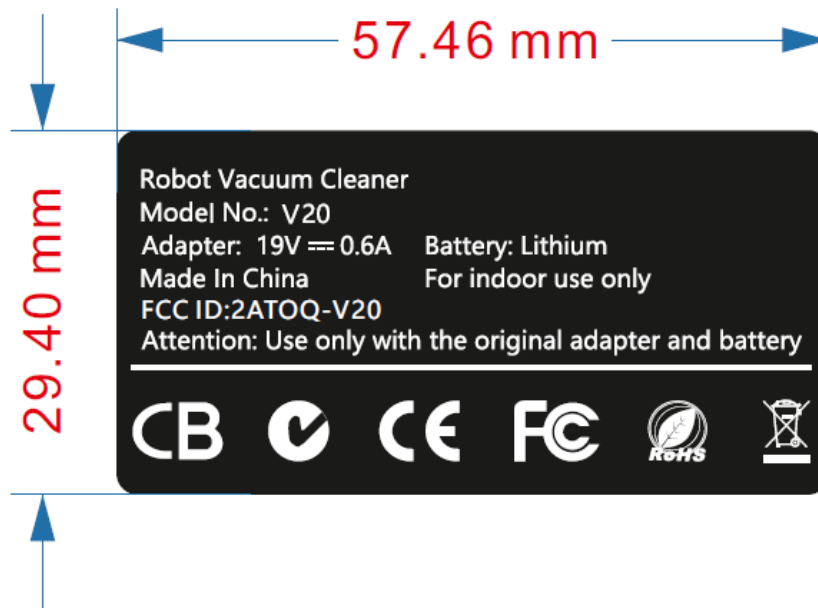 57.46 mm
29.40 mm
Robot Vacuum Cleaner
Model No.: V20
Adapter: 19V ⎓ 0.6A Battery: Lithium
Made In China For indoor use only
FCC ID:2ATOQ-V20
Attention: Use only with the original adapter and battery
CB CE FC RoHS